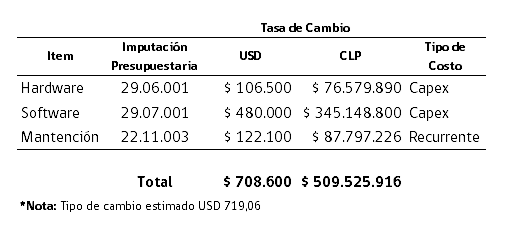 Tasa de Cambio
Item Imputación Presupuestaria USD CLP Tipo de Costo
Hardware 29.06.001 $ 106.500 $ 76.579.890 Capex
Software 29.07.001 $ 480.000 $ 345.148.800 Capex
Mantención 22.11.003 $ 122.100 $ 87.797.226 Recurrente
Total $ 708.600 $ 509.525.916
*Nota: Tipo de cambio estimado USD 719,06